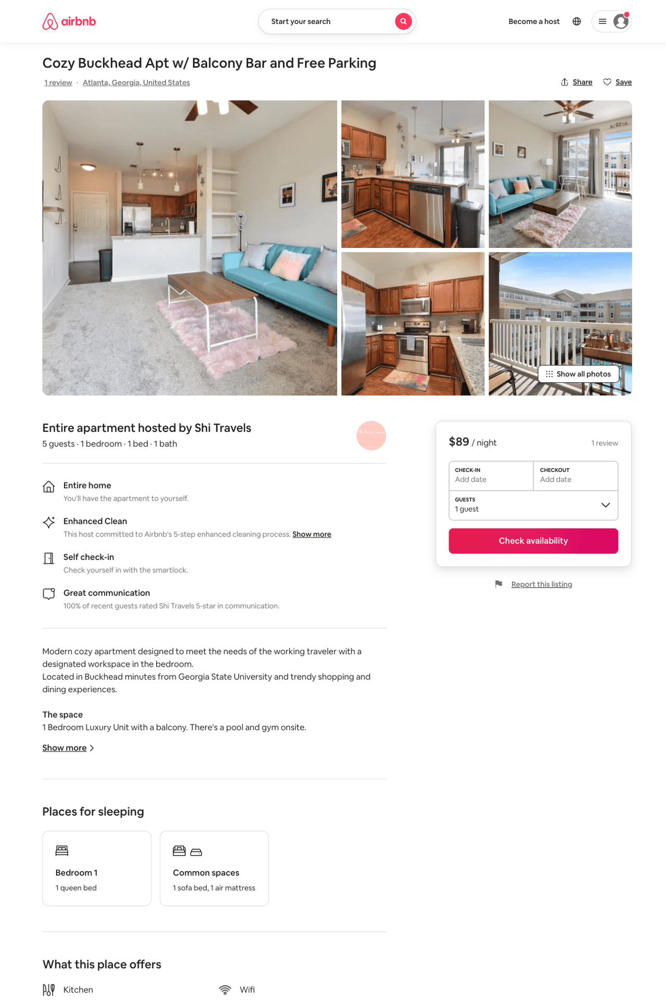 airbnb
Start your search
Become a host
Cozy Buckhead Apt w/ Balcony Bar and Free Parking
1 review · Atlanta, Georgia, United States
Share
Save
Show all photos
Entire apartment hosted by Shi Travels
5 guests · 1 bedroom · 1 bed · 1 bath
Entire home
You'll have the apartment to yourself.
Enhanced Clean
This host committed to Airbnb's 5-step enhanced cleaning process. Show more
Self check-in
Check yourself in with the smartlock.
Great communication
100% of recent guests rated Shi Travels 5-star in communication.
$89 / night
1 review
CHECK-IN
Add date
CHECKOUT
Add date
GUESTS
1 guest
Check availability
Report this listing
Modern cozy apartment designed to meet the needs of the working traveler with a
designated workspace in the bedroom.
Located in Buckhead minutes from Georgia State University and trendy shopping and
dining experiences.
The space
1 Bedroom Luxury Unit with a balcony. There's a pool and gym onsite.
Show more
Places for sleeping
Bedroom 1
1 queen bed
Common spaces
1 sofa bed, 1 air mattress
What this place offers
Kitchen
Wifi